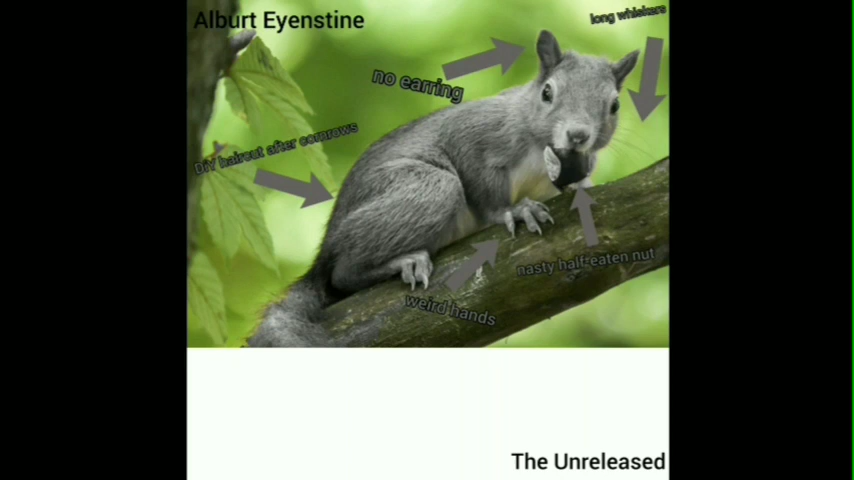 Alburt Eyenstine
long whiskers
no earring
DIY haircut after cornrows
nasty half-eaten nut
weird hands
The Unreleased